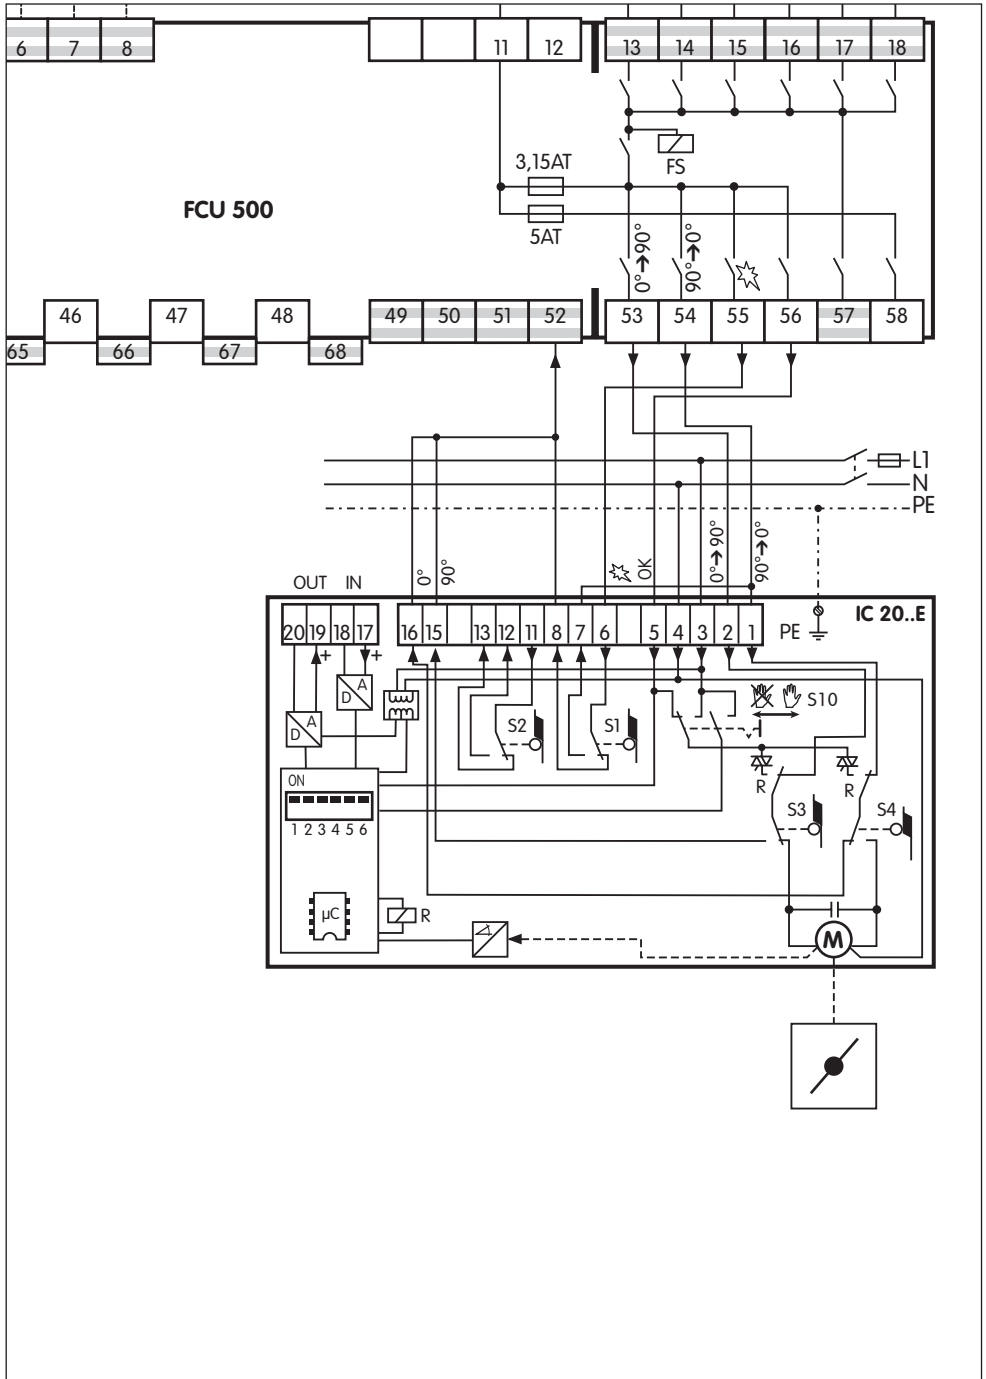 6 7 8 11 12 13 14 15 16 17 18
FS
3,15AT
FCU 500
5AT
0°➔90°
90°➔0°
46 47 48 49 50 51 52 53 54 55 56 57 58
65 66 67 68
L1
N
PE
0°
90°
OK
0°➔90°
90°➔0°
OUT IN
IC 20..E
20 19 18 17 16 15 13 12 11 8 7 6 5 4 3 2 1 PE
+ +
D A
D A
S2
S1
S10
ON
1 2 3 4 5 6
R
R
S3
S4
µC
R
M